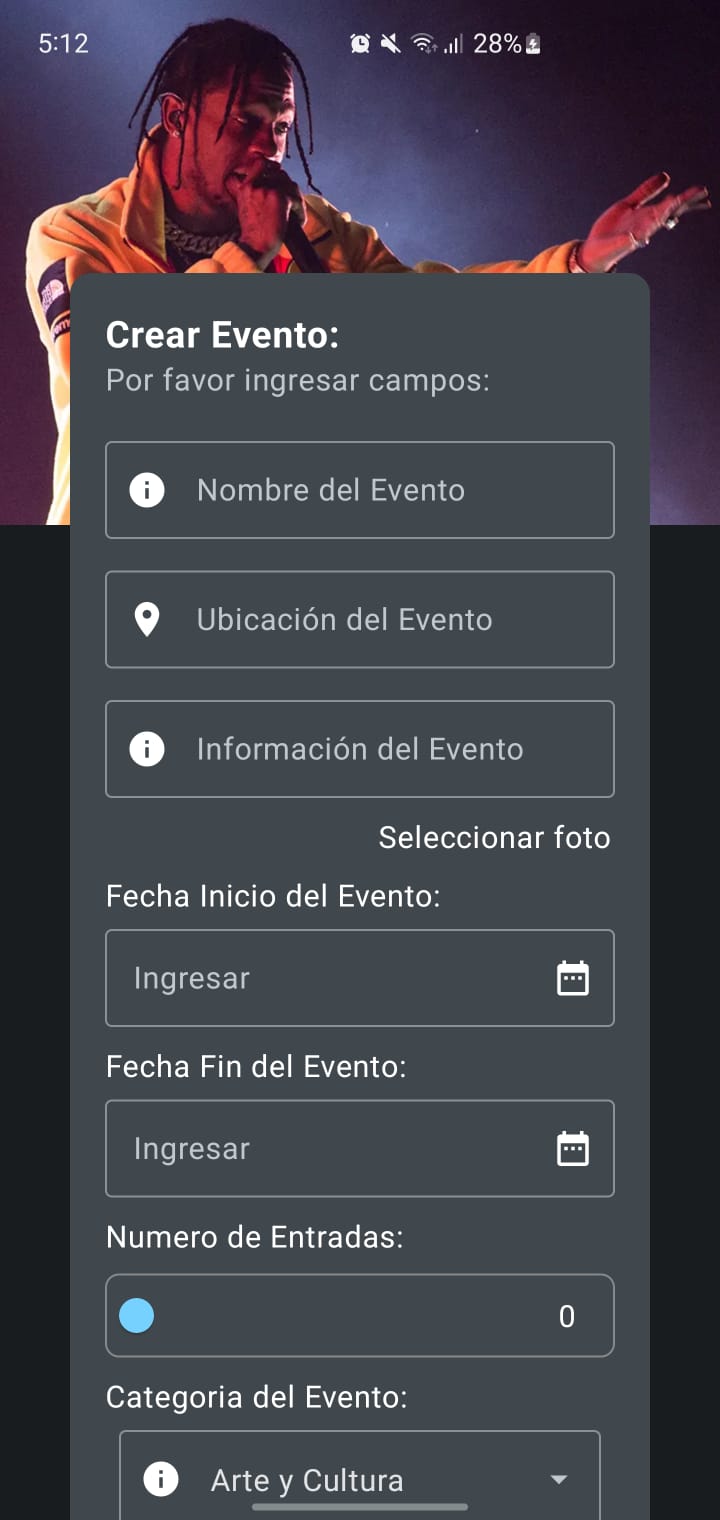 5:12
28%
Crear Evento:
Por favor ingresar campos:
Nombre del Evento
Ubicación del Evento
Información del Evento
Seleccionar foto
Fecha Inicio del Evento:
Ingresar
Fecha Fin del Evento:
Ingresar
Numero de Entradas:
0
Categoria del Evento:
Arte y Cultura